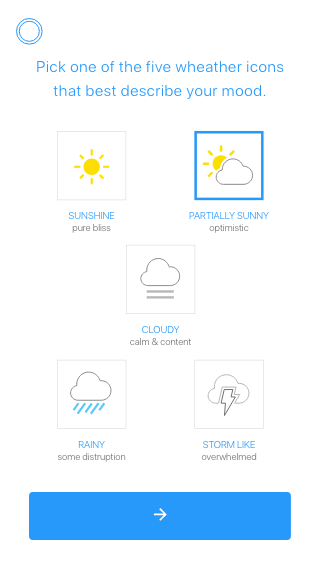 Pick one of the five wheather icons
that best describe your mood.
SUNSHINE
pure bliss
PARTIALLY SUNNY
optimistic
CLOUDY
calm & content
RAINY
some distruption
STORM LIKE
overwhelmed